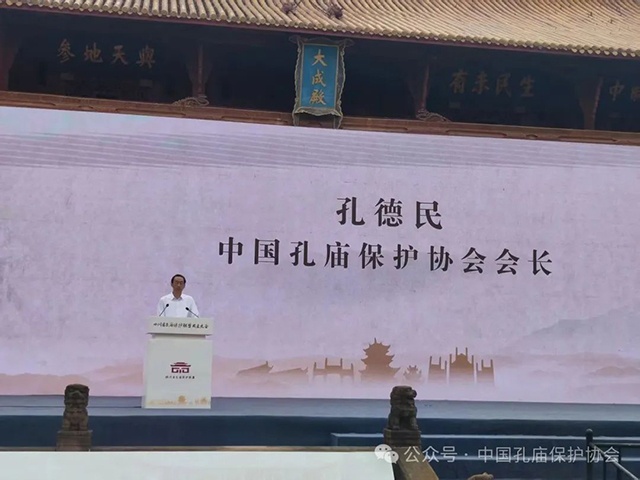 與天地參
大成殿
生民未有
孔德民
中国孔庙保护协会会长
公众号·中国孔庙保护协会